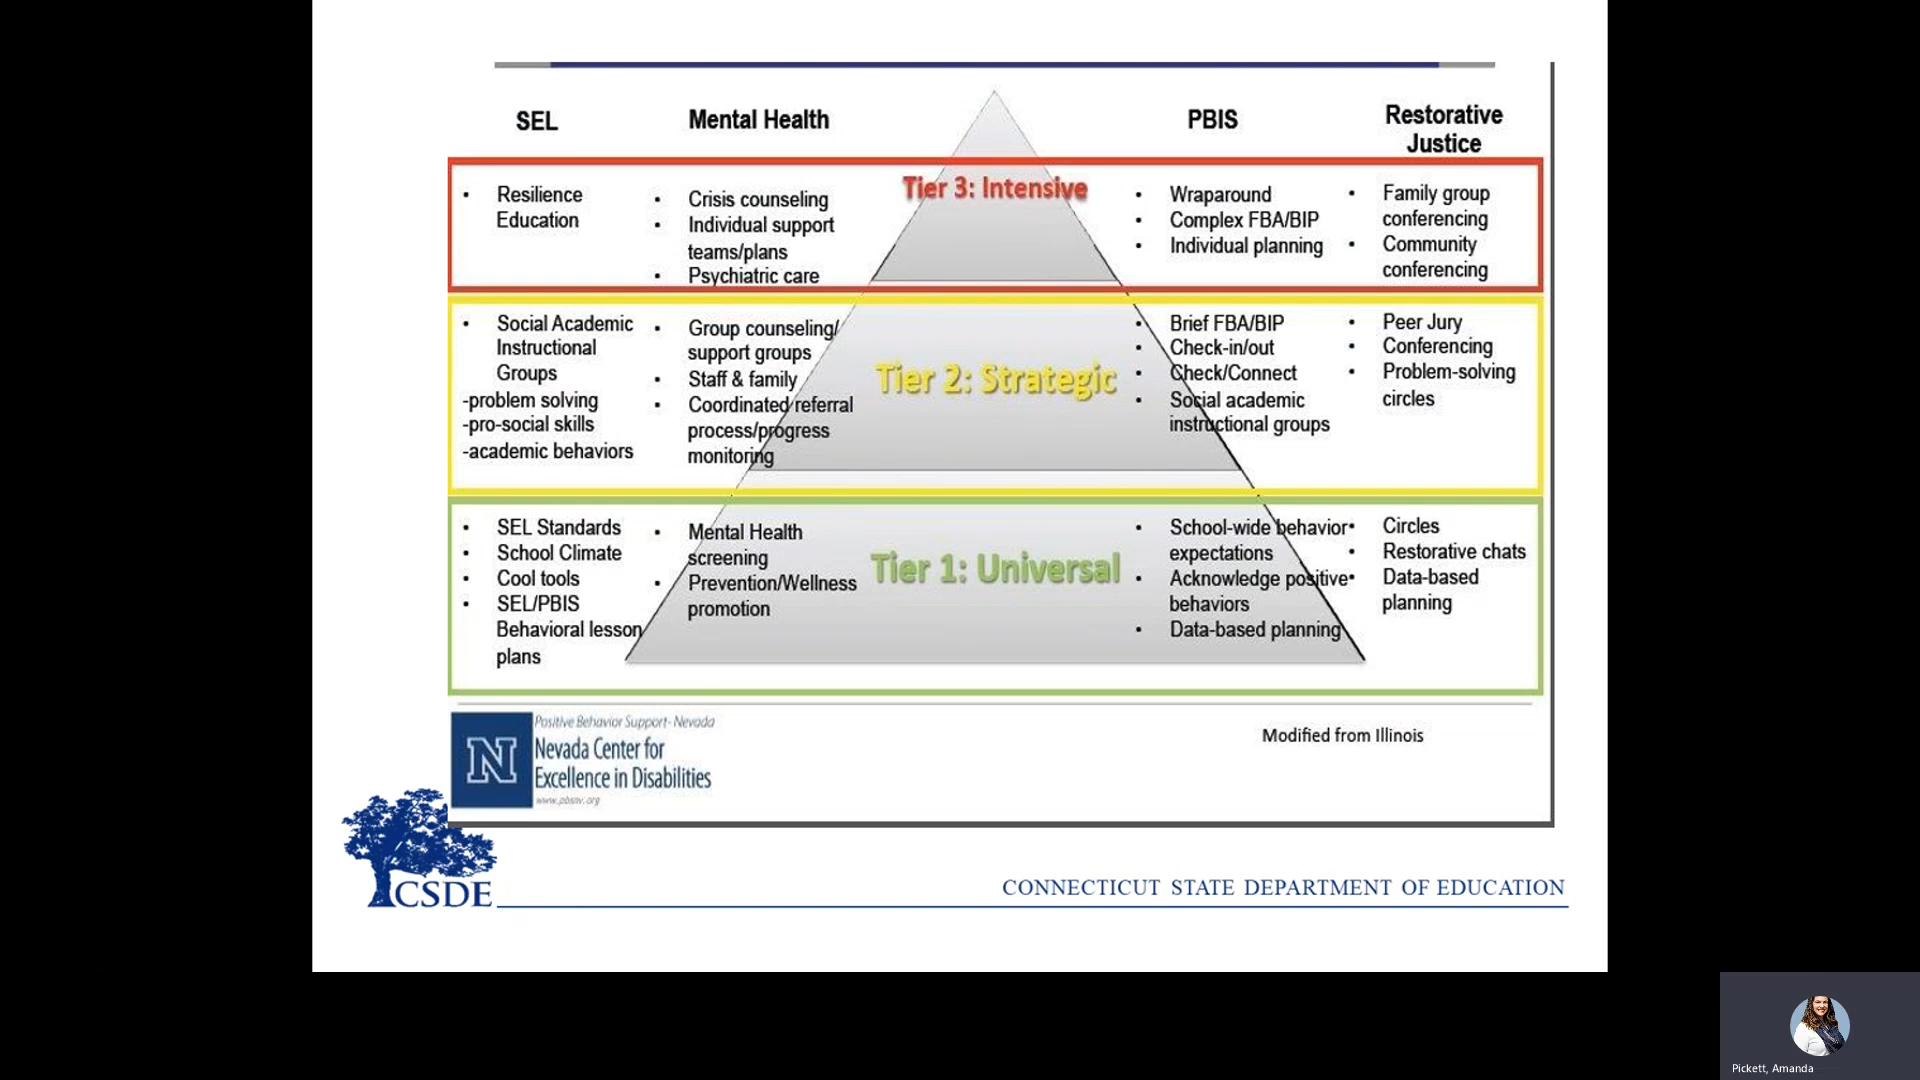 SEL
Mental Health
PBIS
Restorative
Justice
Tier 3: Intensive
• Resilience
Education
• Crisis counseling
• Individual support
teams/plans
• Psychiatric care
• Wraparound
• Complex FBA/BIP
• Individual planning
• Family group
conferencing
• Community
conferencing
Tier 2: Strategic
• Social Academic
Instructional
Groups
-problem solving
-pro-social skills
-academic behaviors
• Group counseling/
support groups
• Staff & family
• Coordinated referral
process/progress
monitoring
• Brief FBA/BIP
• Check-in/out
• Check/Connect
• Social academic
instructional groups
• Peer Jury
• Conferencing
• Problem-solving
circles
Tier 1: Universal
• SEL Standards
• School Climate
• Cool tools
• SEL/PBIS
Behavioral lesson
plans
• Mental Health
screening
• Prevention/Wellness
promotion
• School-wide behavior
expectations
• Acknowledge positive
behaviors
• Data-based planning
• Circles
• Restorative chats
• Data-based
planning
N
Positive Behavior Support- Nevada
Nevada Center for
Excellence in Disabilities
www.pbsnv.org
Modified from Illinois
CSDE
CONNECTICUT STATE DEPARTMENT OF EDUCATION
Pickett, Amanda